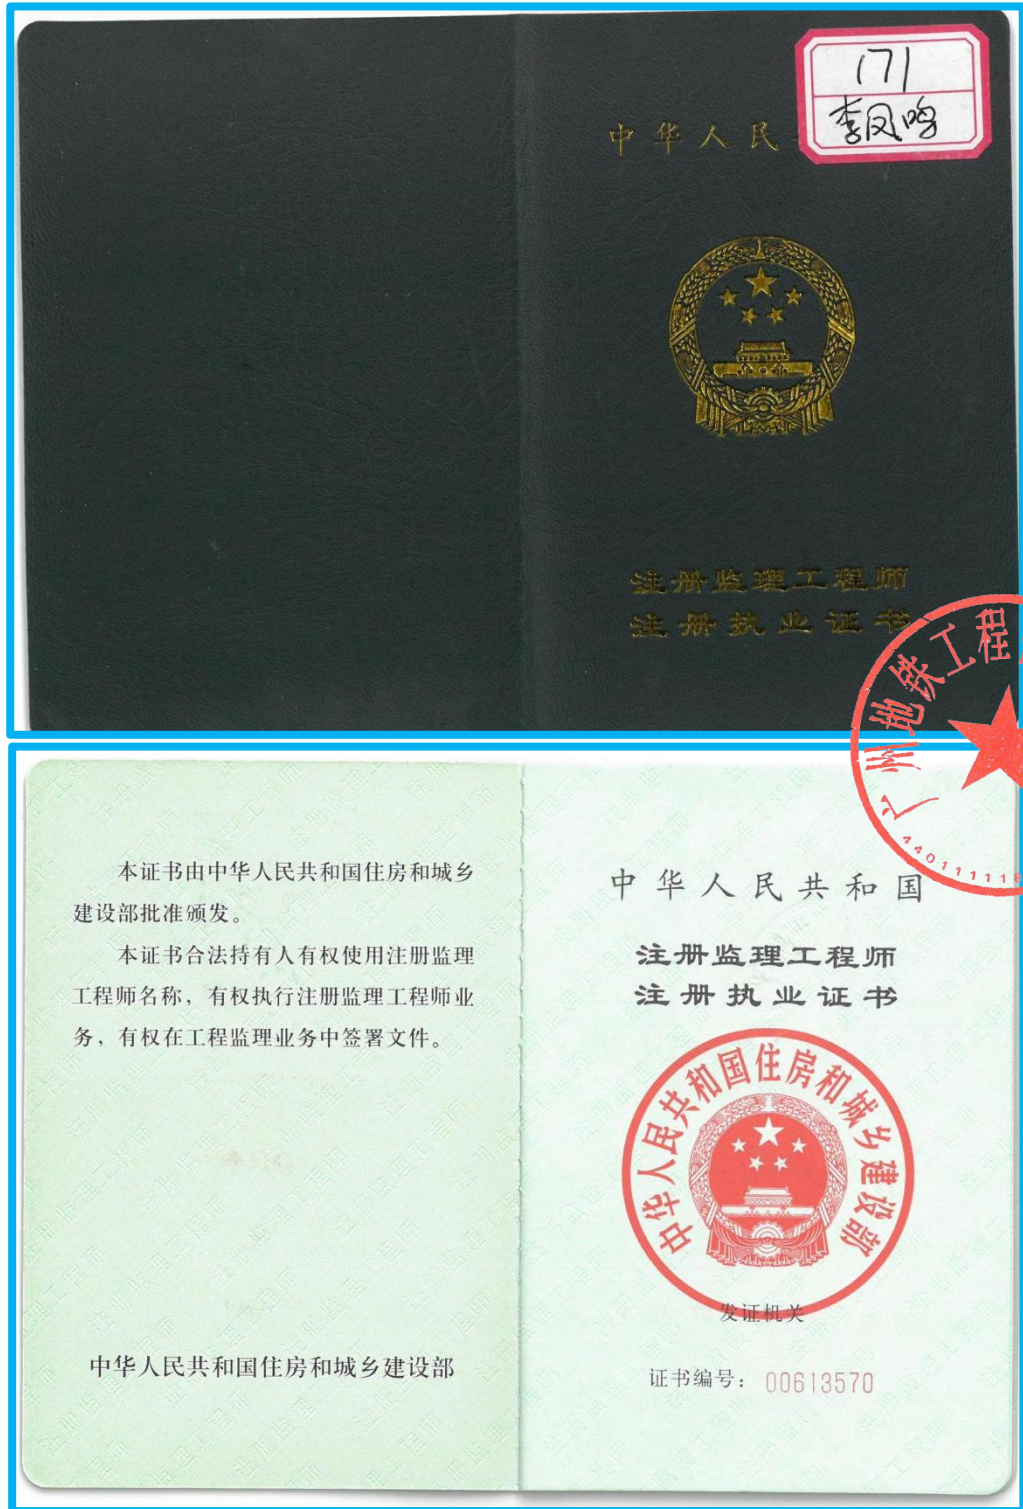 171
李凤鸣
中华人民
注册监理工程师
注册执业证书
广州地铁工程
440111118
本证书由中华人民共和国住房和城乡
建设部批准颁发。
本证书合法持有人有权使用注册监理
工程师名称，有权执行注册监理工程师业
务，有权在工程监理业务中签署文件。
中华人民共和国住房和城乡建设部
中华人民共和国
注册监理工程师
注册执业证书
中华人民共和国住房和城乡建设部
发证机关
证书编号：00613570